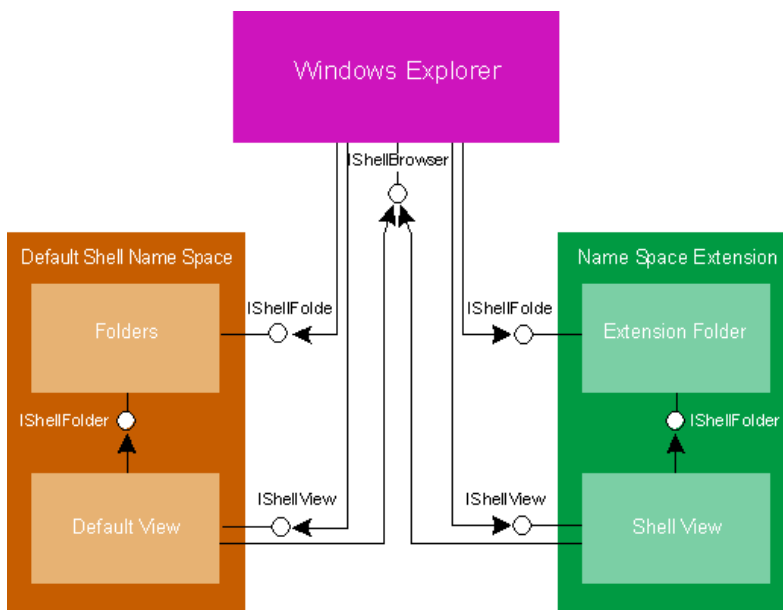 Windows Explorer
IShellBrowser
Default Shell Name Space
Name Space Extension
Folders
IShellFolde
IShellFolde
Extension Folder
IShellFolder
IShellFolder
Default View
IShellView
IShellView
Shell View